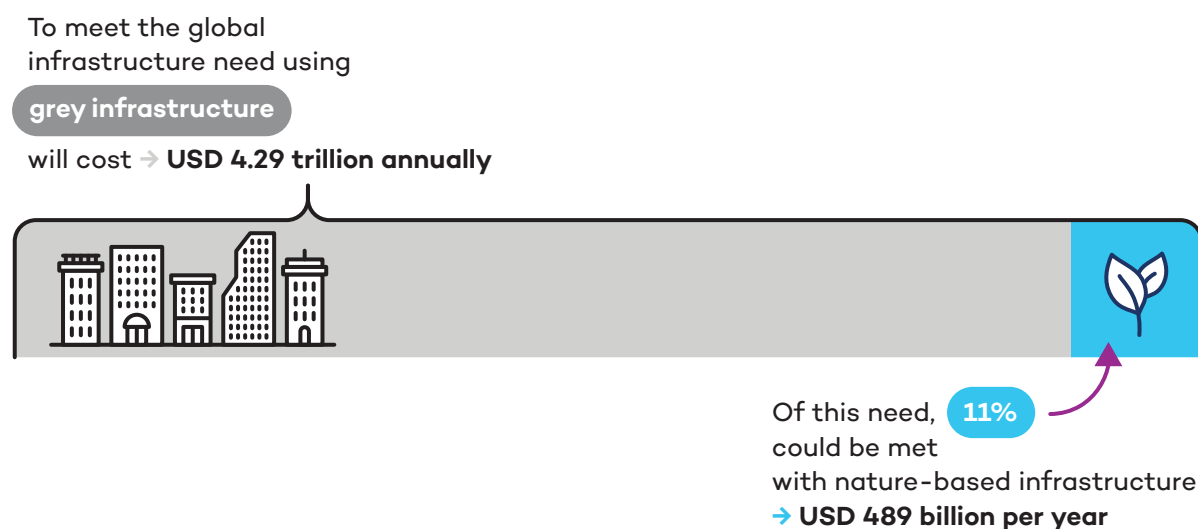 To meet the global
infrastructure need using
grey infrastructure
will cost → USD 4.29 trillion annually
Of this need, 11%
could be met
with nature-based infrastructure
→ USD 489 billion per year